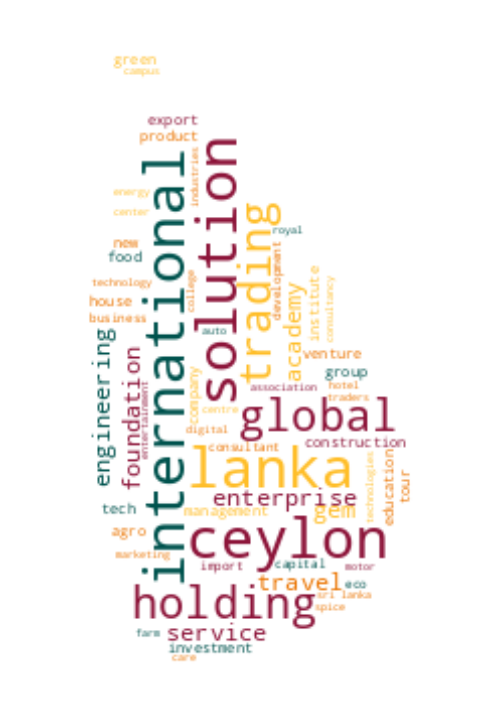 green
campus
export
product
industries
international
solution
energy
center
trading
royal
new
food
development
technology
college
academy
institute
consultancy
house
business
auto
engineering
foundation
entertainment
venture
company
group
association
hotel
traders
centre
global
digital
construction
consultant
lanka
technologies
education
tour
enterprise
tech
management
gem
agro
ceylon
marketing
import
capital
motor
travel
eco
holding
sri lanka
spice
farm
service
investment
care